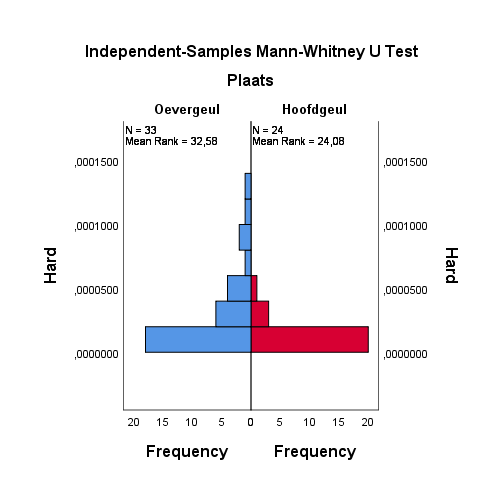 Independent-Samples Mann-Whitney U Test
Plaats
Oevergeul Hoofdgeul
N = 33 N = 24
Mean Rank = 32,58 Mean Rank = 24,08
,0001500 ,0001500
,0001000 ,0001000
,0000500 ,0000500
,0000000 ,0000000
Hard Hard
20 15 10 5 0 5 10 15 20
Frequency Frequency